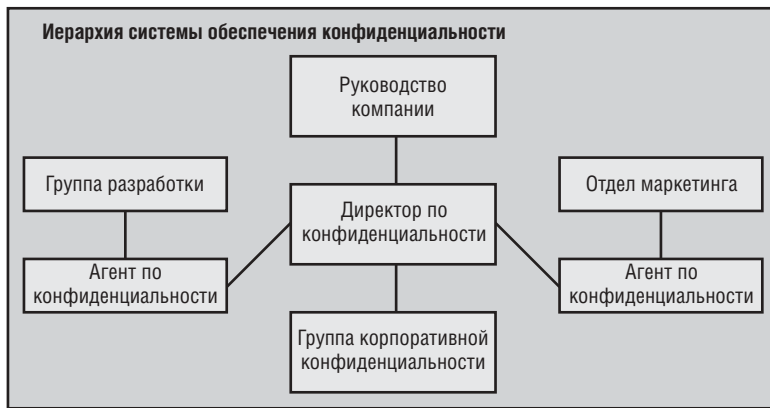 Иерархия системы обеспечения конфиденциальности
Руководство
компании
Группа разработки
Директор по
конфиденциальности
Отдел маркетинга
Агент по
конфиденциальности
Агент по
конфиденциальности
Группа корпоративной
конфиденциальности